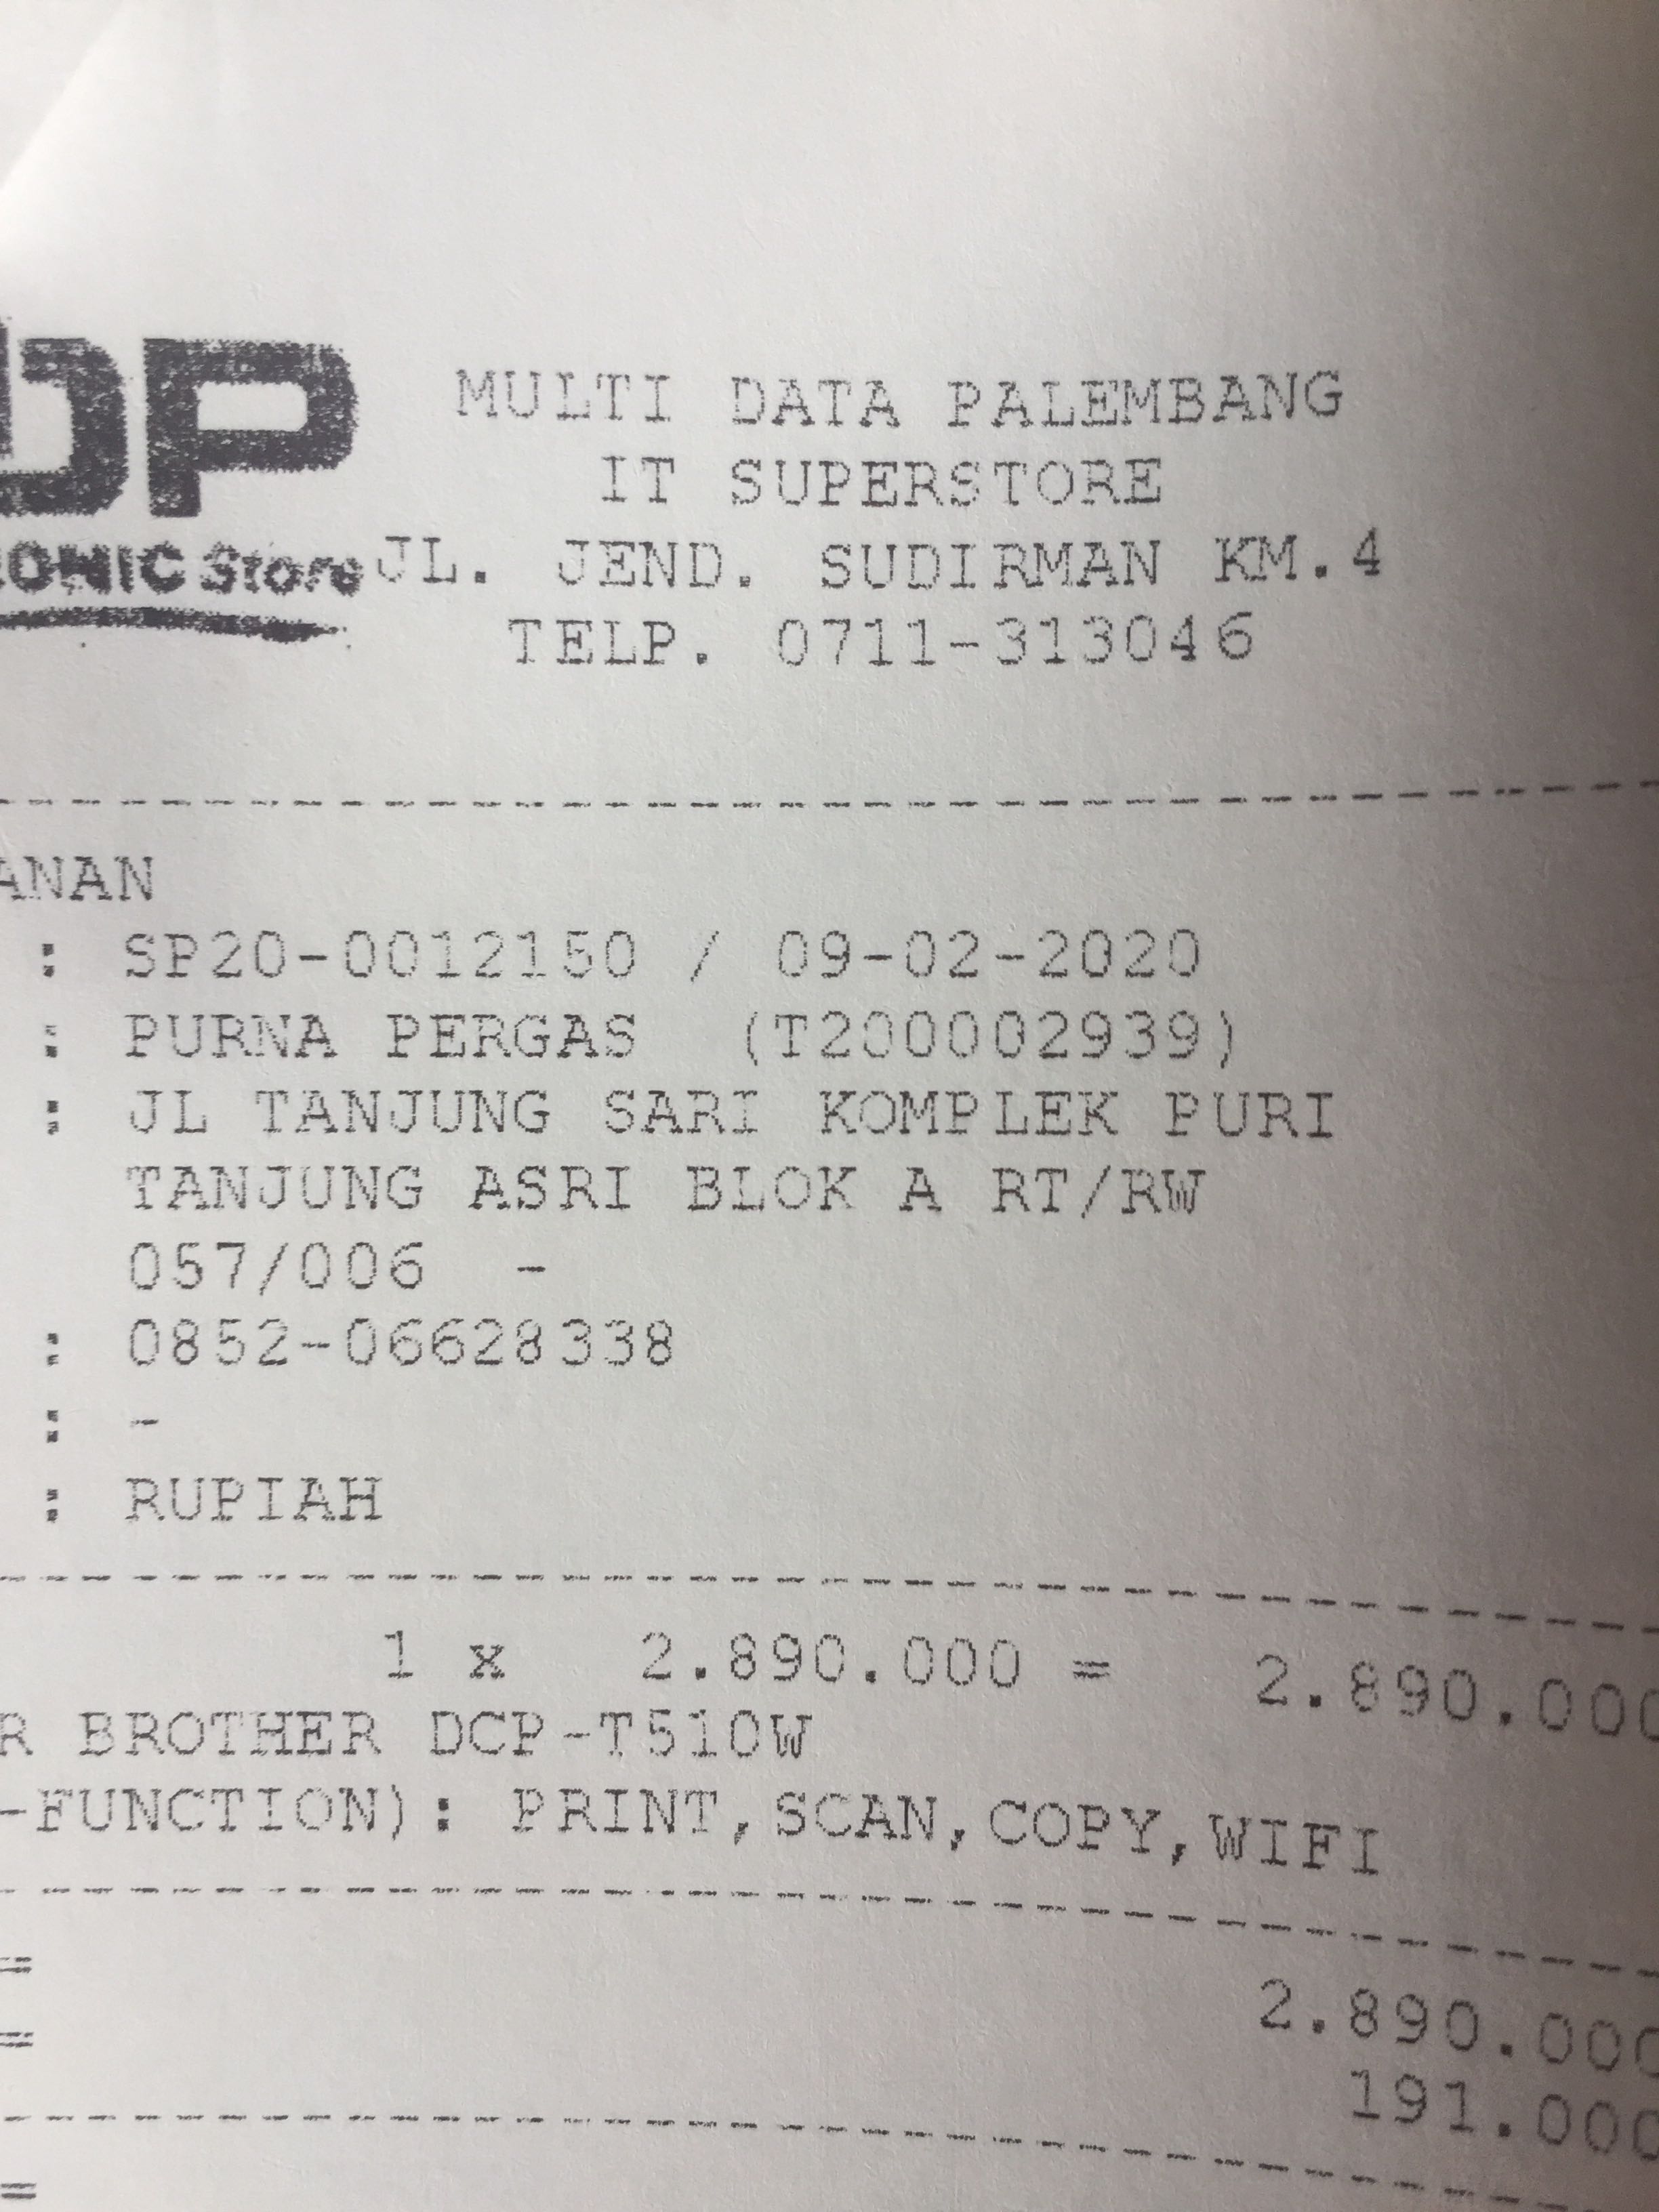 DP
MULTI DATA PALEMBANG
IT SUPERSTORE
Store JL. JEND. SUDIRMAN KM.4
TELP. 0711-313046
: SP20-0012150 / 09-02-2020
: PURNA PERGAS (T200002939)
: JL TANJUNG SARI KOMPLEK PURI
TANJUNG ASRI BLOK A RT/RW
057/006 -
: 0852-06628338
: -
: RUPIAH
1 x 2.890.000 = 2.890.000
R BROTHER DCP-T510W
-FUNCTION): PRINT,SCAN,COPY,WIFI
= 2.890.000
= 191.000
=